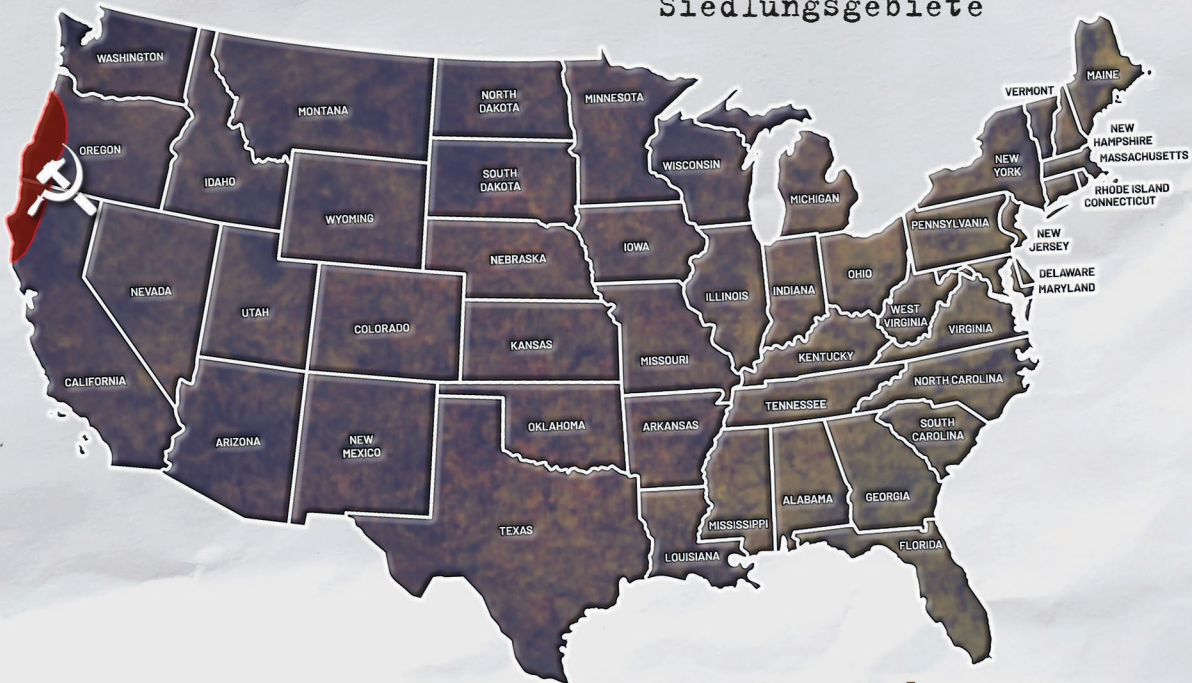 Siedlungsgebiete
WASHINGTON
MONTANA
NORTH
DAKOTA
MINNESOTA
MAINE
VERMONT
OREGON
IDAHO
WYOMING
SOUTH
DAKOTA
WISCONSIN
MICHIGAN
NEW
YORK
NEW
HAMPSHIRE
MASSACHUSETTS
RHODE ISLAND
CONNECTICUT
PENNSYLVANIA
NEW
JERSEY
NEVADA
UTAH
COLORADO
NEBRASKA
IOWA
ILLINOIS
INDIANA
OHIO
WEST
VIRGINIA
VIRGINIA
DELAWARE
MARYLAND
CALIFORNIA
KANSAS
MISSOURI
KENTUCKY
ARIZONA
NEW
MEXICO
OKLAHOMA
ARKANSAS
TENNESSEE
NORTH CAROLINA
SOUTH
CAROLINA
TEXAS
LOUISIANA
MISSISSIPPI
ALABAMA
GEORGIA
FLORIDA